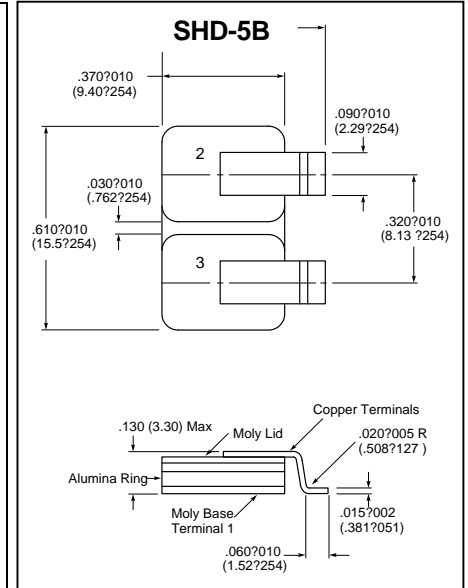 SHD-5B
.370?010
(9.40?254)
.090?010
(2.29?254)
2
.030?010
(.762?254)
.320?010
(8.13 ?254)
.610?010
(15.5?254)
3
Copper Terminals
.130 (3.30) Max
Moly Lid
.020?005 R
(.508?127 )
Alumina Ring
Moly Base
Terminal 1
.015?002
(.381?051)
.060?010
(1.52?254)